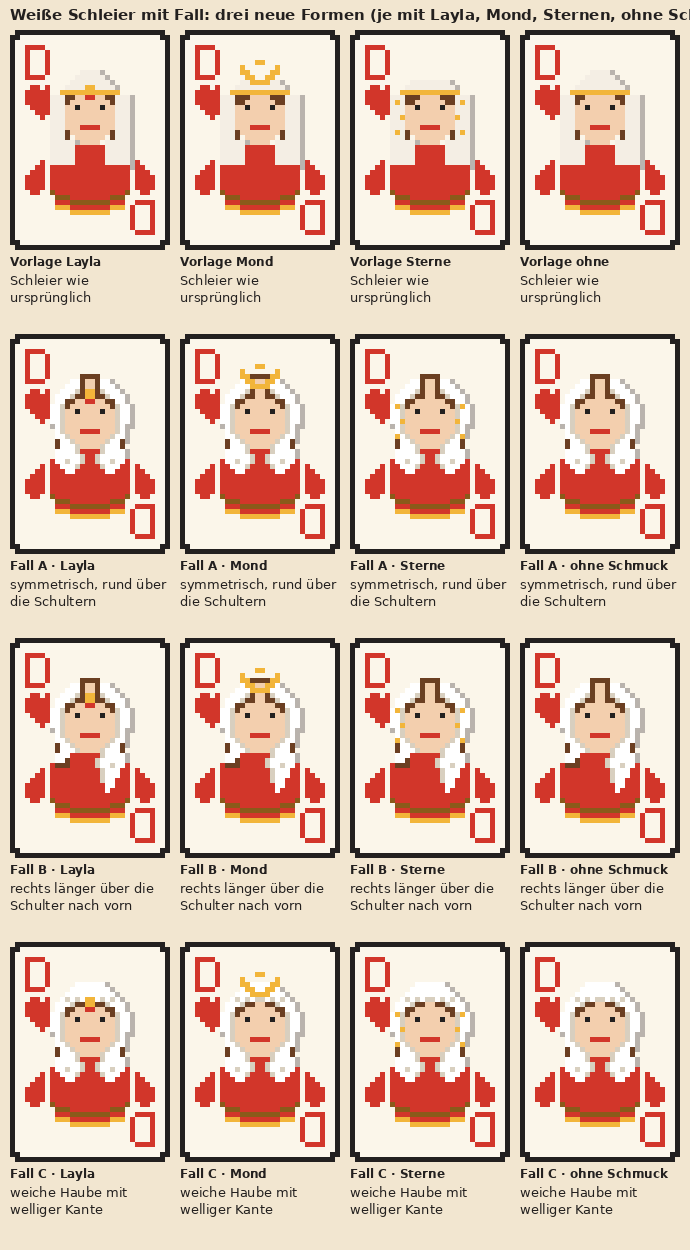 Weiße Schleier mit Fall: drei neue Formen (je mit Layla, Mond, Sternen, ohne
D D D D
D D D D
Vorlage Layla Vorlage Mond Vorlage Sterne Vorlage ohne
Schleier wie Schleier wie Schleier wie Schleier wie
ursprünglich ursprünglich ursprünglich ursprünglich
D D D D
D D D D
Fall A · Layla Fall A · Mond Fall A · Sterne Fall A · ohne Schmuck
symmetrisch, rund über symmetrisch, rund über symmetrisch, rund über symmetrisch, rund über
die Schultern die Schultern die Schultern die Schultern
D D D D
D D D D
Fall B · Layla Fall B · Mond Fall B · Sterne Fall B · ohne Schmuck
rechts länger über die rechts länger über die rechts länger über die rechts länger über die
Schulter nach vorn Schulter nach vorn Schulter nach vorn Schulter nach vorn
D D D D
D D D D
Fall C · Layla Fall C · Mond Fall C · Sterne Fall C · ohne Schmuck
weiche Haube mit weiche Haube mit weiche Haube mit weiche Haube mit
welliger Kante welliger Kante welliger Kante welliger Kante